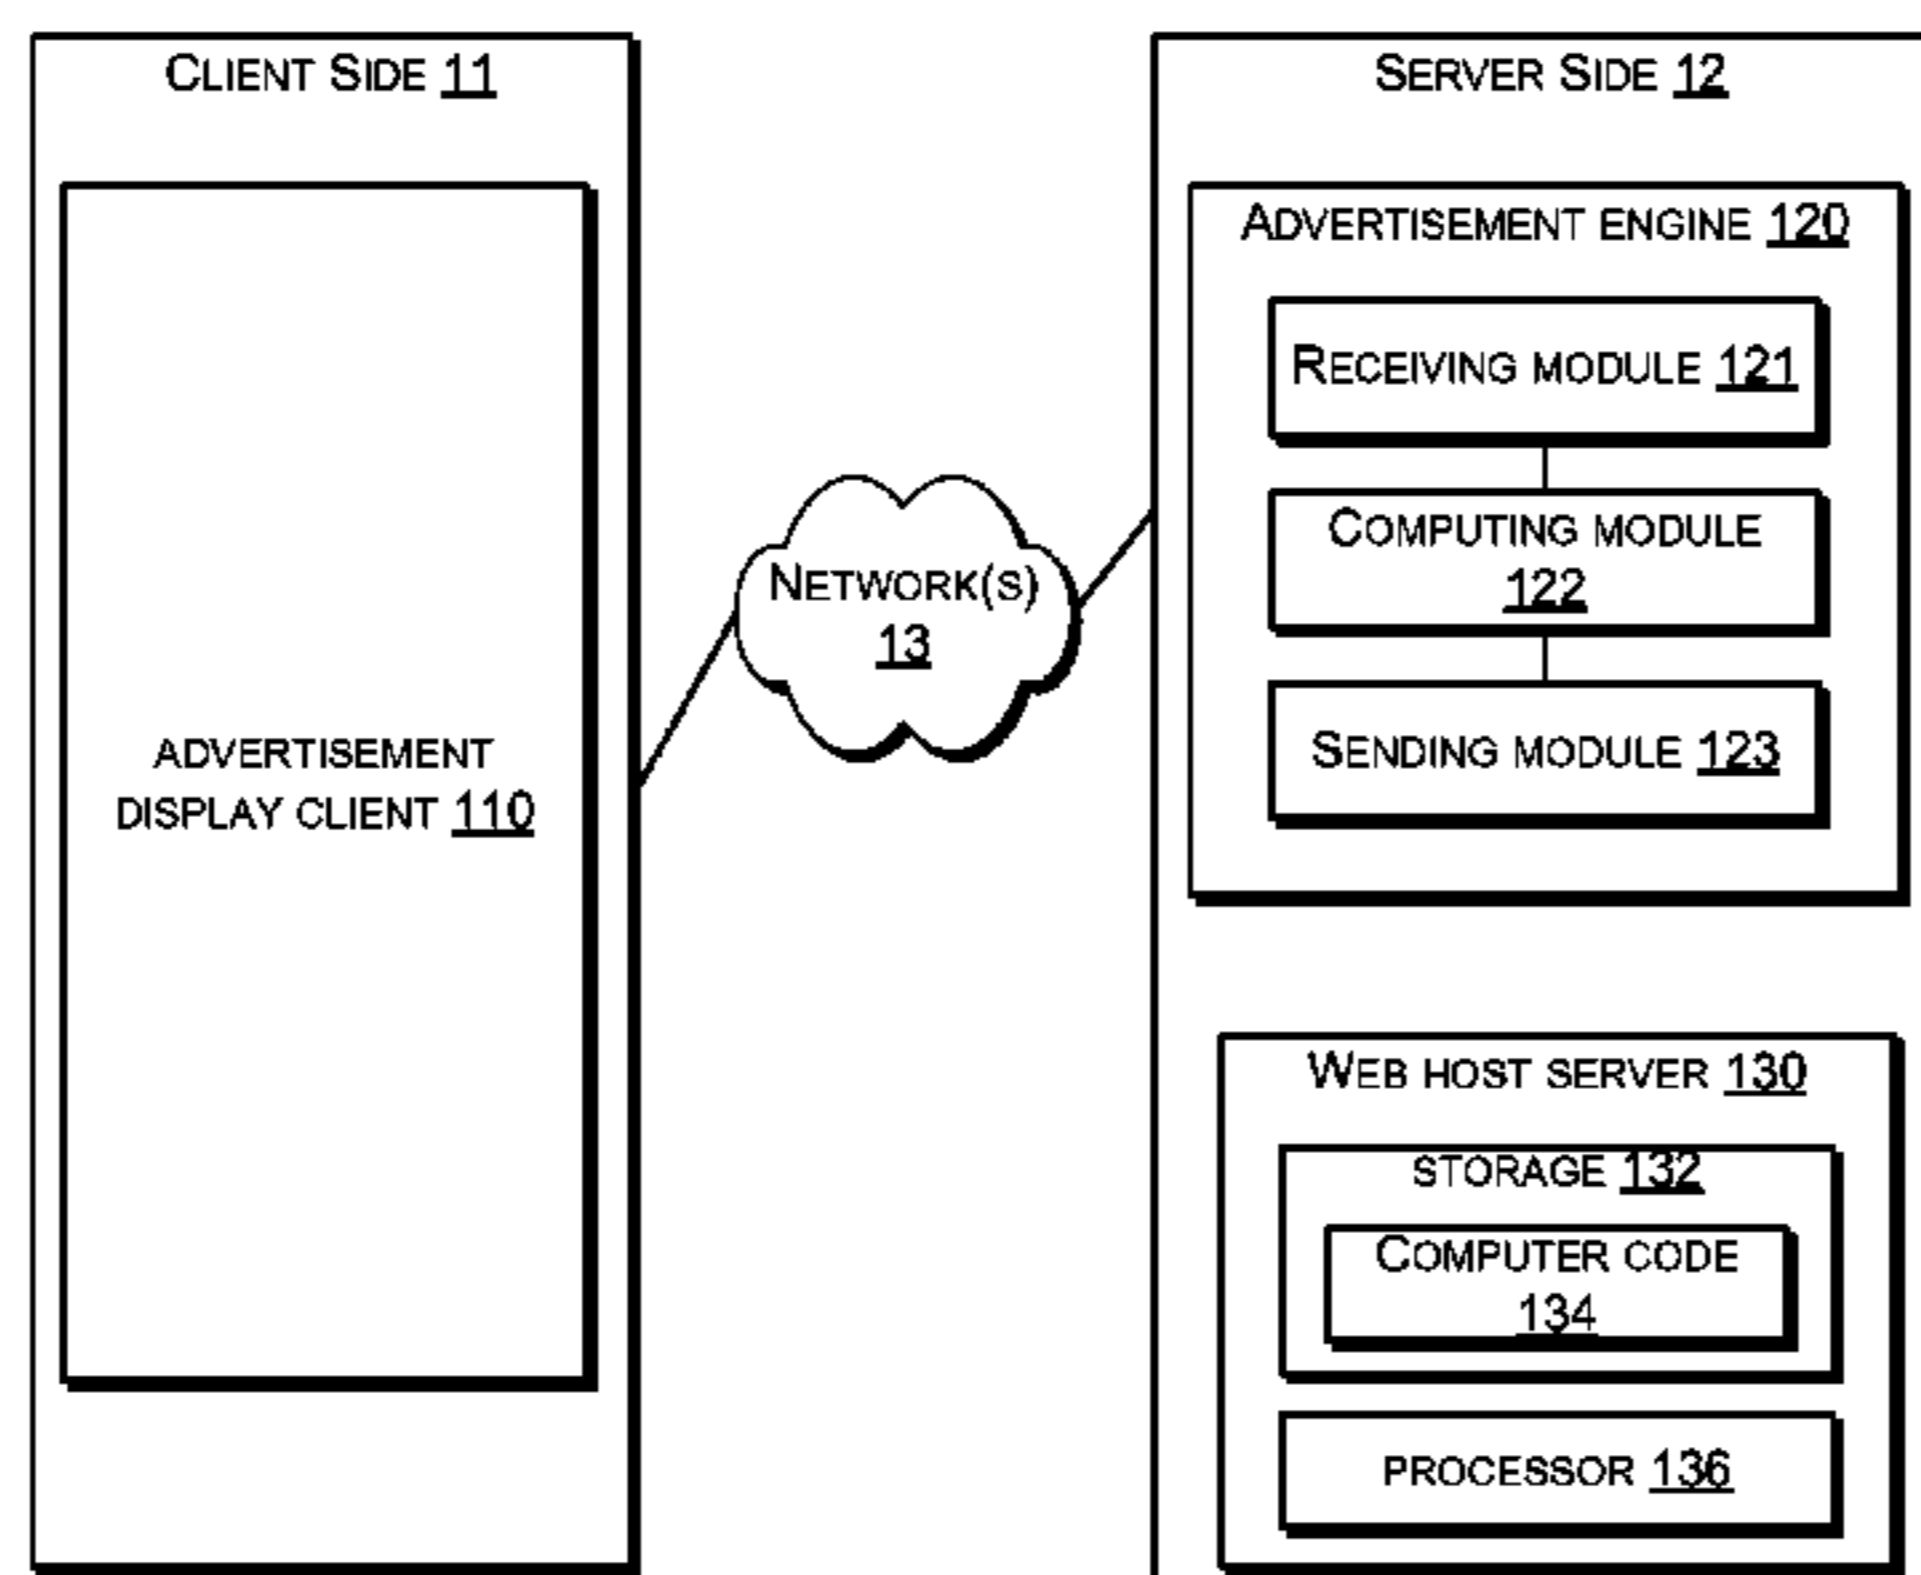 CLIENT SIDE 11
ADVERTISEMENT
DISPLAY CLIENT 110
NETWORK(S)
13
SERVER SIDE 12
ADVERTISEMENT ENGINE 120
RECEIVING MODULE 121
COMPUTING MODULE
122
SENDING MODULE 123
WEB HOST SERVER 130
STORAGE 132
COMPUTER CODE
134
PROCESSOR 136